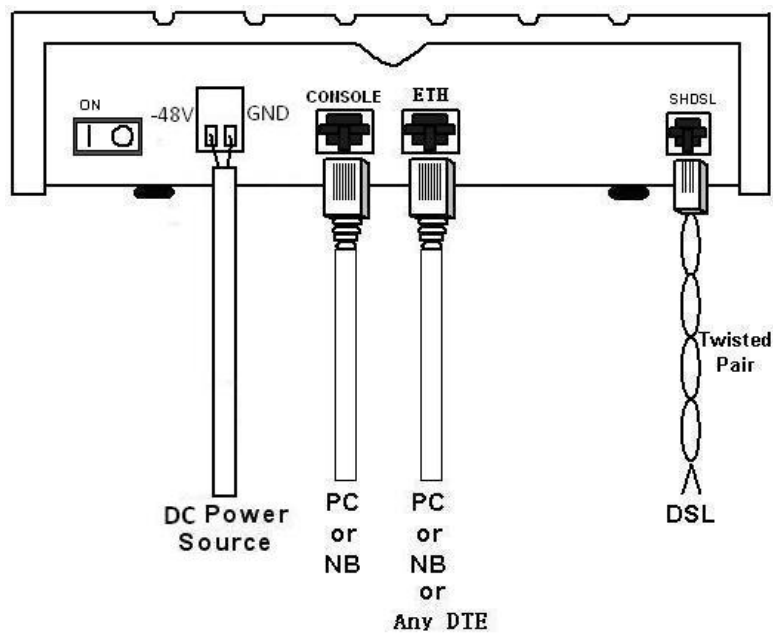 ON
-48V
GND
CONSOLE
ETH
SHDSL
Twisted
Pair
DC Power
Source
PC
or
NB
PC
or
NB
or
Any DTE
DSL